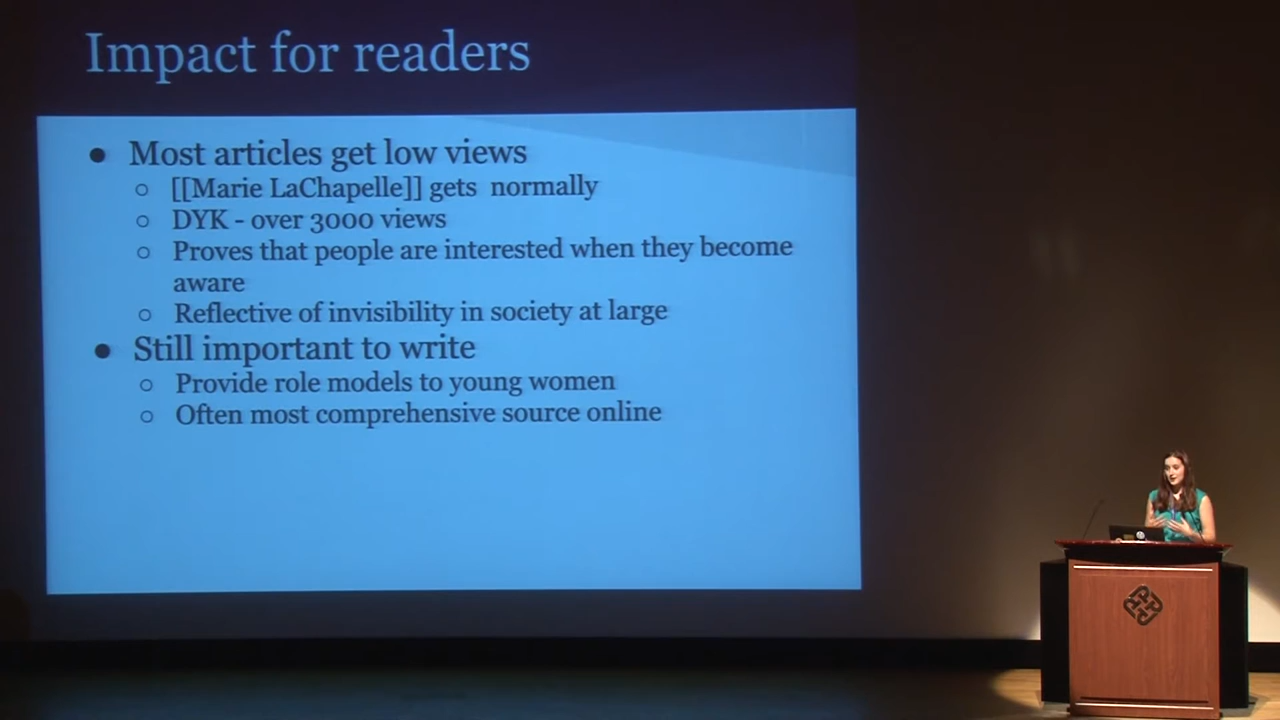 Impact for readers
● Most articles get low views
○ [[Marie LaChapelle]] gets  normally
○ DYK - over 3000 views
○ Proves that people are interested when they become
aware
○ Reflective of invisibility in society at large
● Still important to write
○ Provide role models to young women
○ Often most comprehensive source online